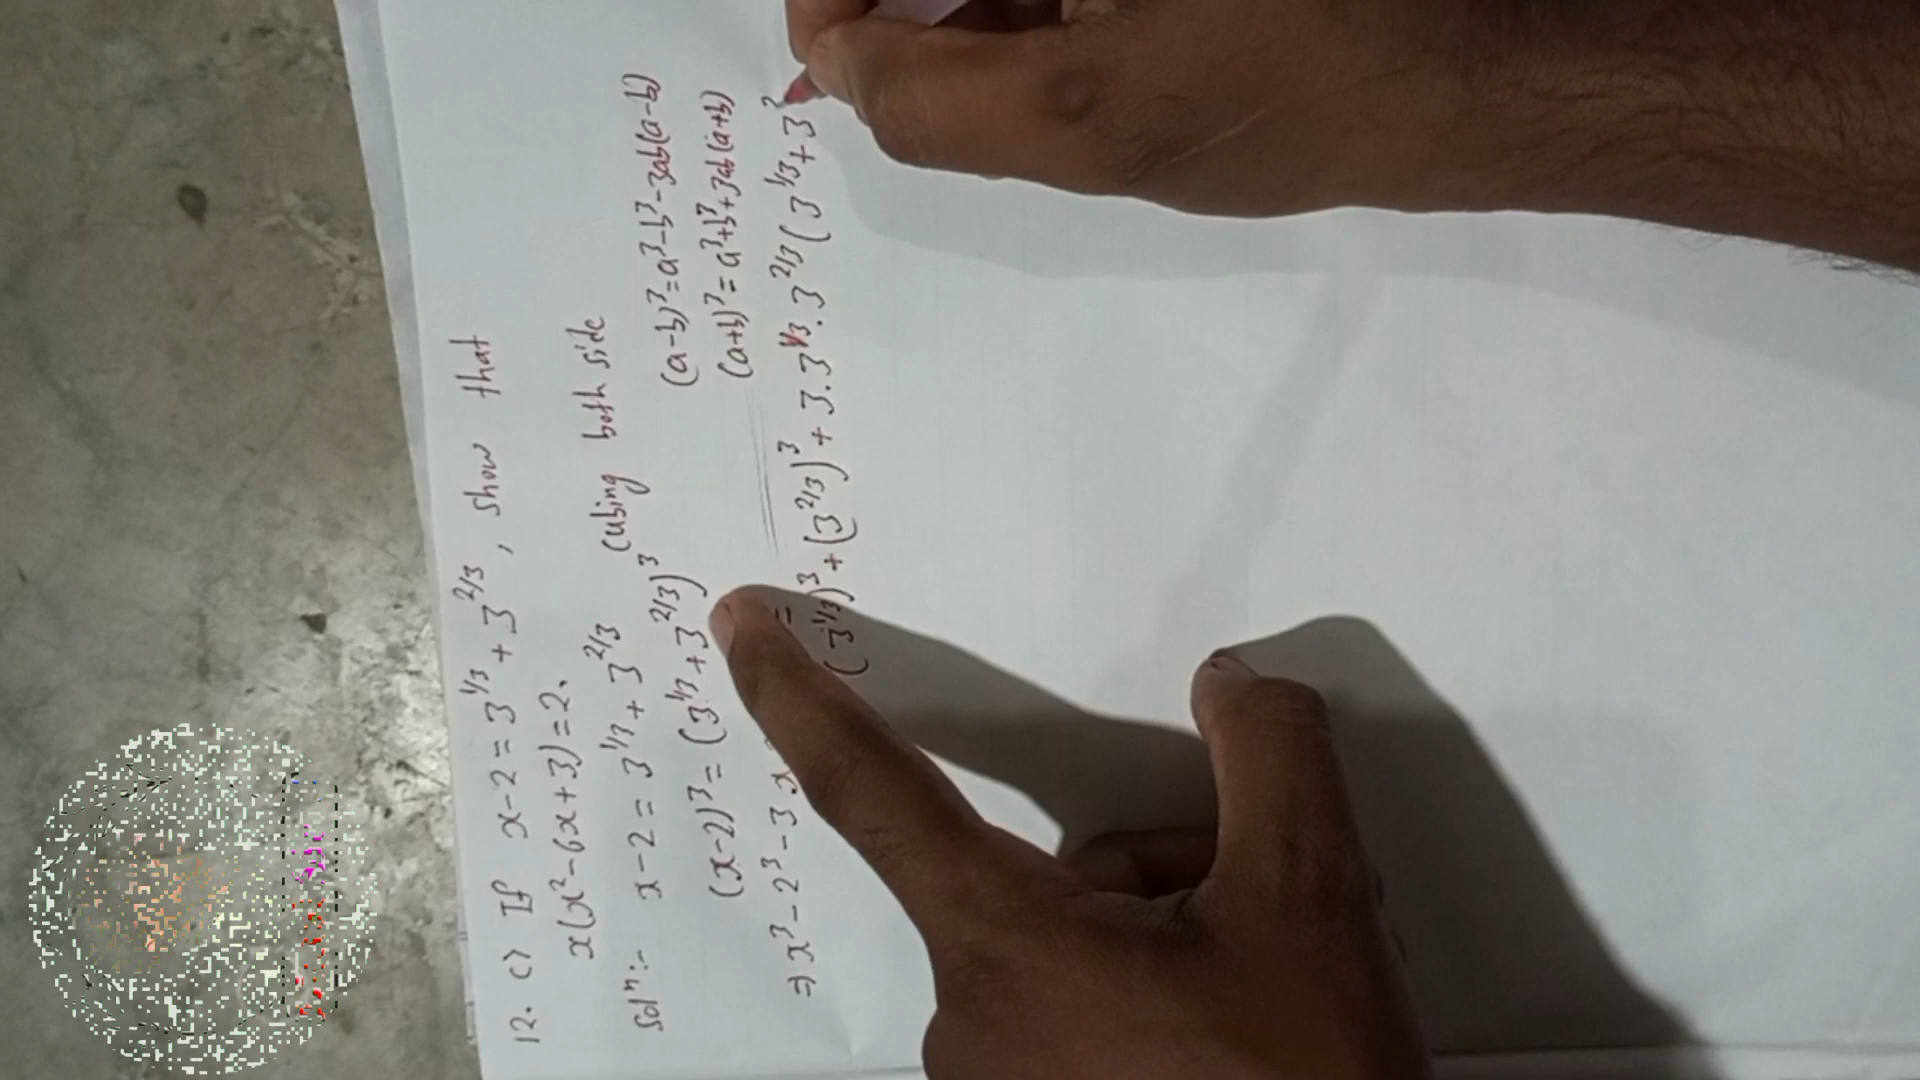 12. c) If x-2 = 3^1/3 + 3^2/3, show that
x(x²-6x+3)=2.
Solⁿ:- x-2 = 3^1/3 + 3^2/3 Cubing both side
(x-2)³ = (3^1/3 + 3^2/3)³
(a-b)³=a³-b³-3ab(a-b)
(a+b)³=a³+b³+3ab(a+b)
⇒ x³-2³-3x =
(3^1/3)³+(3^2/3)³+3.3^1/3.3^2/3(3^1/3+3²